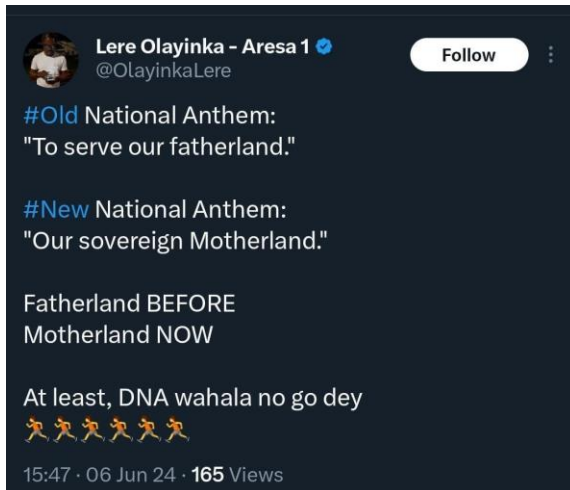 Lere Olayinka - Aresa 1
@OlayinkaLere
Follow
#Old National Anthem:
"To serve our fatherland."
#New National Anthem:
"Our sovereign Motherland."
Fatherland BEFORE
Motherland NOW
At least, DNA wahala no go dey
🏃🏃🏃🏃🏃🏃
15:47 · 06 Jun 24 · 165 Views